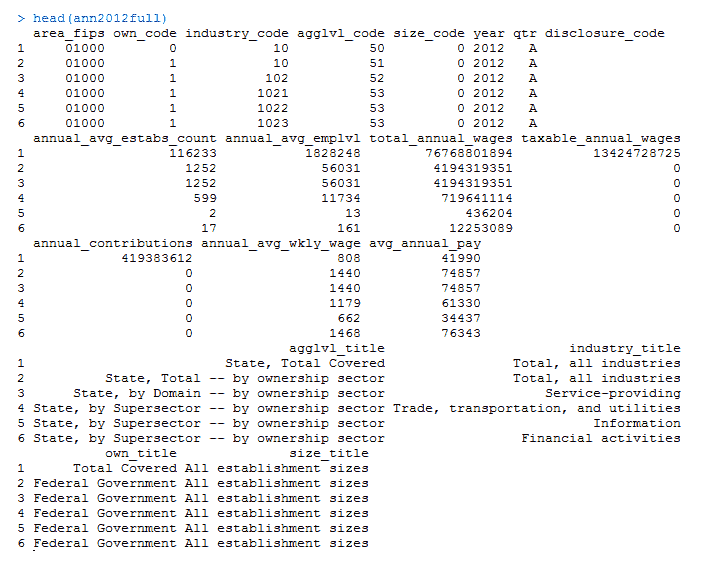 > head(ann2012full)
  area_fips own_code industry_code agglvl_code size_code year qtr disclosure_code
1     01000        0            10          50         0 2012   A
2     01000        1            10          51         0 2012   A
3     01000        1           102          52         0 2012   A
4     01000        1          1021          53         0 2012   A
5     01000        1          1022          53         0 2012   A
6     01000        1          1023          53         0 2012   A
  annual_avg_estabs_count annual_avg_emplvl total_annual_wages taxable_annual_wages
1                  116233           1828248        76768801894          13424728725
2                    1252             56031         4194319351                    0
3                    1252             56031         4194319351                    0
4                     599             11734          719641114                    0
5                       2                13             436204                    0
6                      17               161           12253089                    0
  annual_contributions annual_avg_wkly_wage avg_annual_pay
1            419383612                  808          41990
2                    0                 1440          74857
3                    0                 1440          74857
4                    0                 1179          61330
5                    0                  662          34437
6                    0                 1468          76343
                                  agglvl_title                        industry_title
1                         State, Total Covered                 Total, all industries
2          State, Total -- by ownership sector                 Total, all industries
3      State, by Domain -- by ownership sector                     Service-providing
4 State, by Supersector -- by ownership sector Trade, transportation, and utilities
5 State, by Supersector -- by ownership sector                           Information
6 State, by Supersector -- by ownership sector                  Financial activities
           own_title              size_title
1      Total Covered All establishment sizes
2 Federal Government All establishment sizes
3 Federal Government All establishment sizes
4 Federal Government All establishment sizes
5 Federal Government All establishment sizes
6 Federal Government All establishment sizes